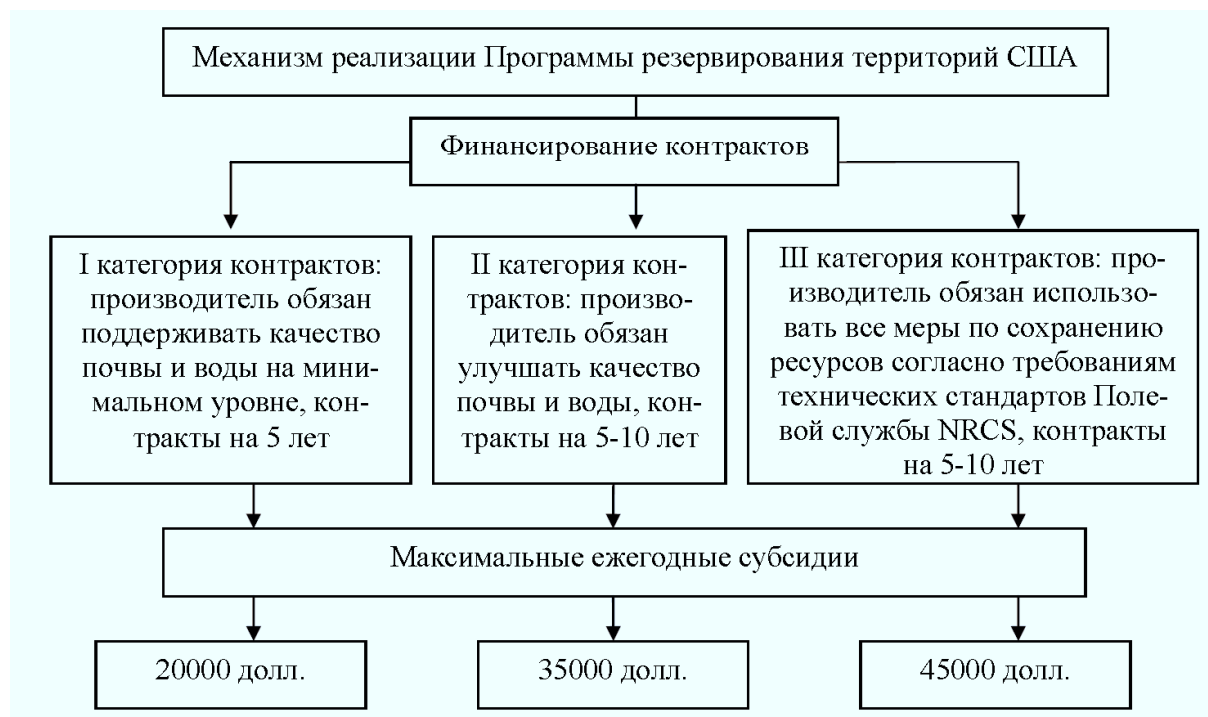 Механизм реализации Программы резервирования территорий США
Финансирование контрактов
I категория контрактов:
производитель обязан
поддерживать качество
почвы и воды на мини-
мальном уровне, кон-
тракты на 5 лет
II категория кон-
трактов: произво-
дитель обязан
улучшать качество
почвы и воды, кон-
тракты на 5-10 лет
III категория контрактов: про-
изводитель обязан использо-
вать все меры по сохранению
ресурсов согласно требованиям
технических стандартов Поле-
вой службы NRCS, контракты
на 5-10 лет
Максимальные ежегодные субсидии
20000 долл.
35000 долл.
45000 долл.